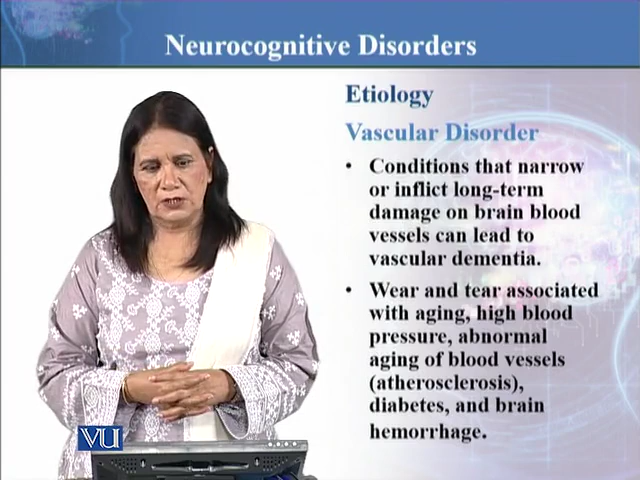 Neurocognitive Disorders
Etiology
Vascular Disorder
• Conditions that narrow
or inflict long-term
damage on brain blood
vessels can lead to
vascular dementia.
• Wear and tear associated
with aging, high blood
pressure, abnormal
aging of blood vessels
(atherosclerosis),
diabetes, and brain
hemorrhage.
VU